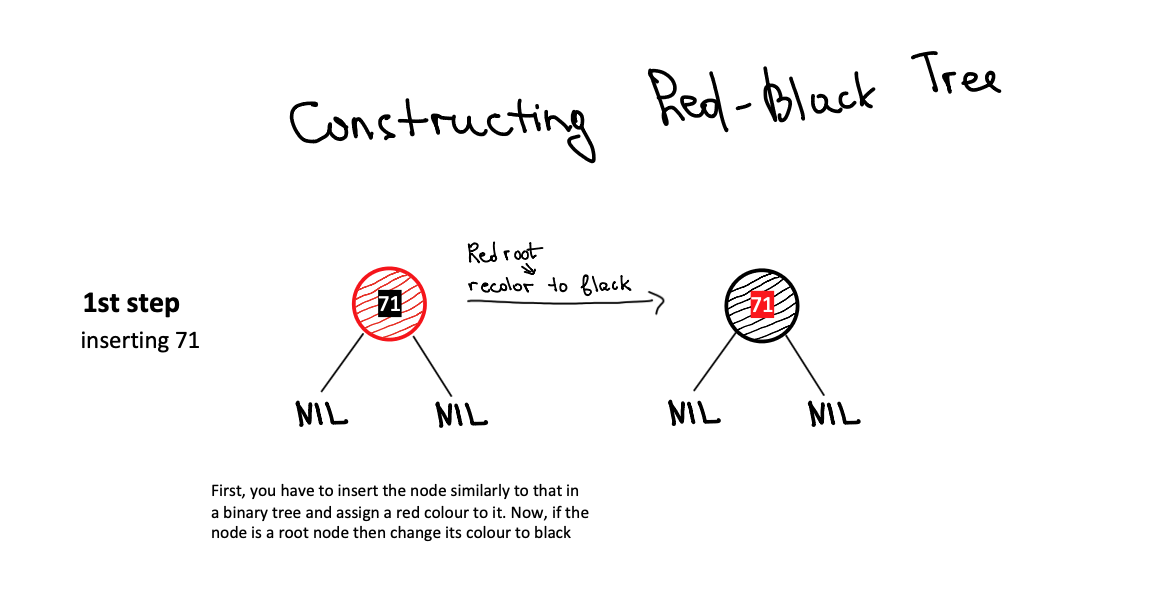 Constructing Red-Black Tree
Red root
recolor to black
1st step
inserting 71
71
71
NIL NIL NIL NIL
First, you have to insert the node similarly to that in
a binary tree and assign a red colour to it. Now, if the
node is a root node then change its colour to black